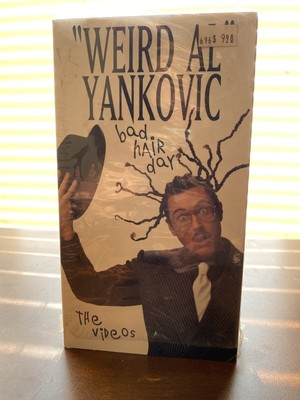 "WEIRD AL"
YANKOVIC
bad
HAIR
day
THE
VIDEOS